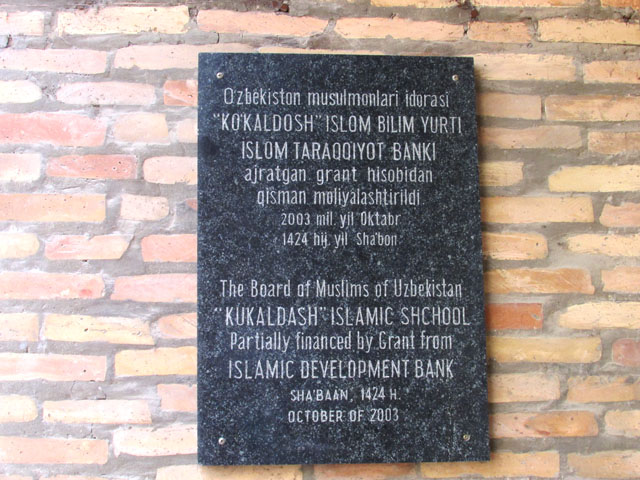 O'zbekiston musulmonlari idorasi
"KO'KALDOSH" ISLOM BILIM YURTI
ISLOM TARAQQIYOT BANKI
ajratgan grant hisobidan
qisman moliyalashtirildi
2003 mil. yil Oktabr
1424 hij. yil Sha'bon
The Board of Muslims of Uzbekistan
"KUKALDASH" ISLAMIC SHCHOOL
Partially financed by Grant from
ISLAMIC DEVELOPMENT BANK
SHA'BAAN, 1424 H.
OCTOBER OF 2003